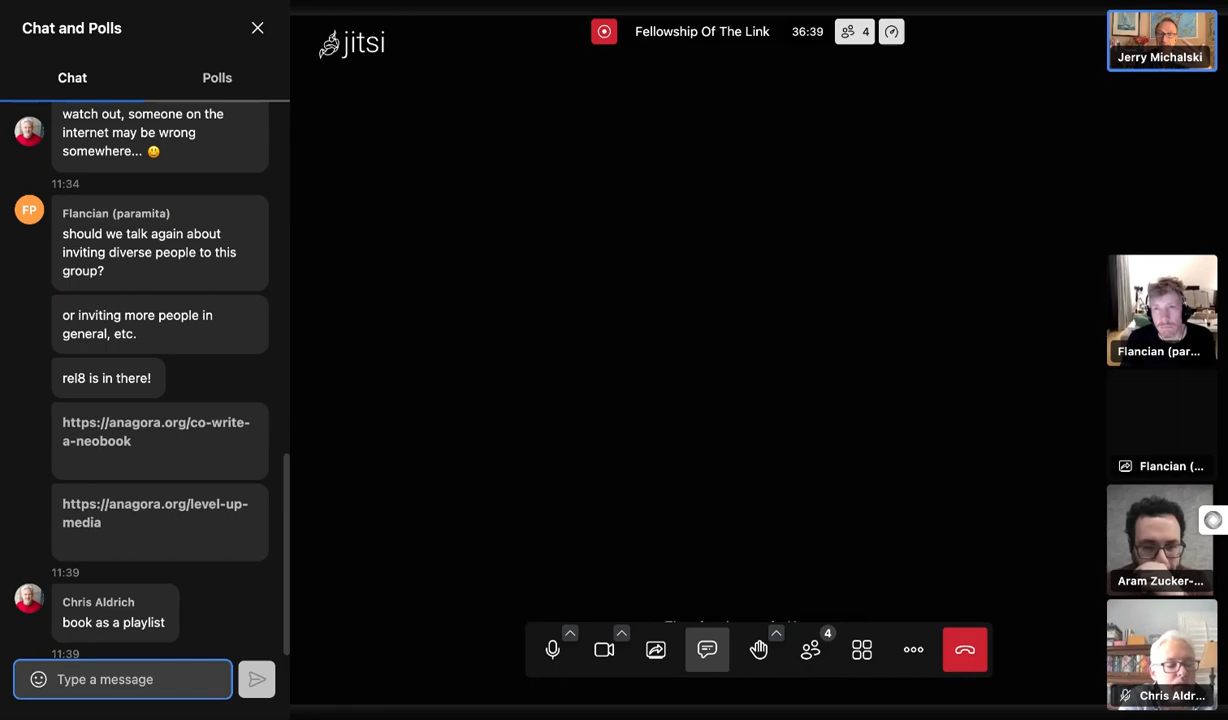 Chat and Polls
Chat
Polls
watch out, someone on the
internet may be wrong
somewhere...
11:34
FP
Flancian (paramita)
should we talk again about
inviting diverse people to this
group?
or inviting more people in
general, etc.
rel8 is in there!
https://anagora.org/co-write-
a-neobook
https://anagora.org/level-up-
media
11:39
Chris Aldrich
book as a playlist
11:39
Type a message
jitsi
Fellowship Of The Link
36:39
4
4
Jerry Michalski
Flancian (par...
Flancian (...
Aram Zucker-...
Chris Aldr...